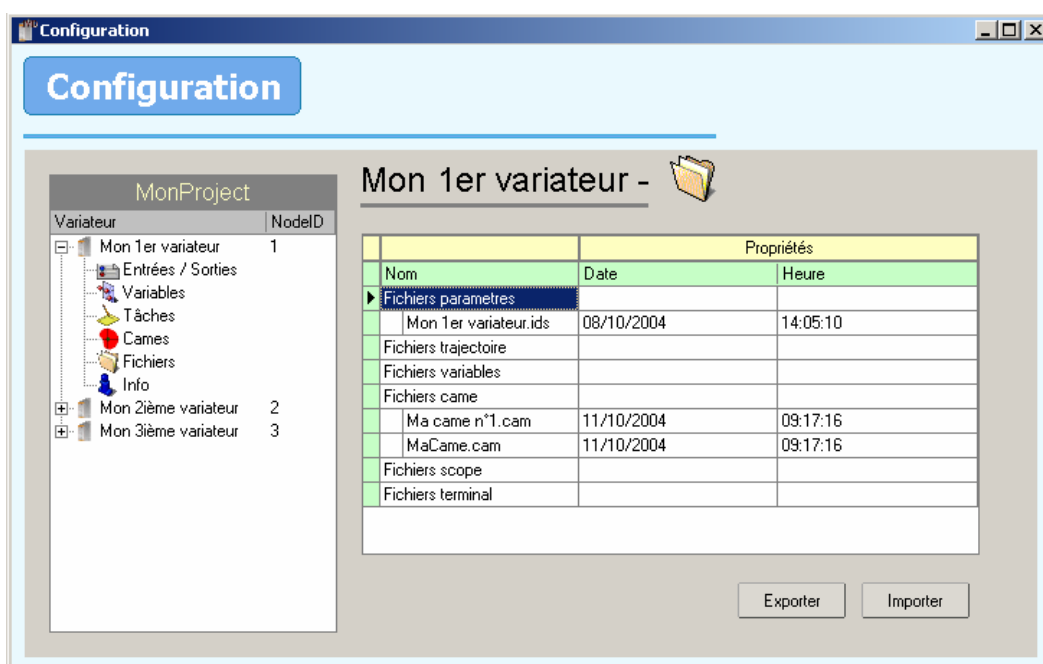 Configuration
Configuration
MonProject
Variateur NodeID
Mon 1er variateur 1
Entrées / Sorties
Variables
Tâches
Cames
Fichiers
Info
Mon 2ième variateur 2
Mon 3ième variateur 3
Mon 1er variateur -
Propriétés
Nom Date Heure
Fichiers parametres
Mon 1er variateur.ids 08/10/2004 14:05:10
Fichiers trajectoire
Fichiers variables
Fichiers came
Ma came n°1.cam 11/10/2004 09:17:16
MaCame.cam 11/10/2004 09:17:16
Fichiers scope
Fichiers terminal
Exporter Importer